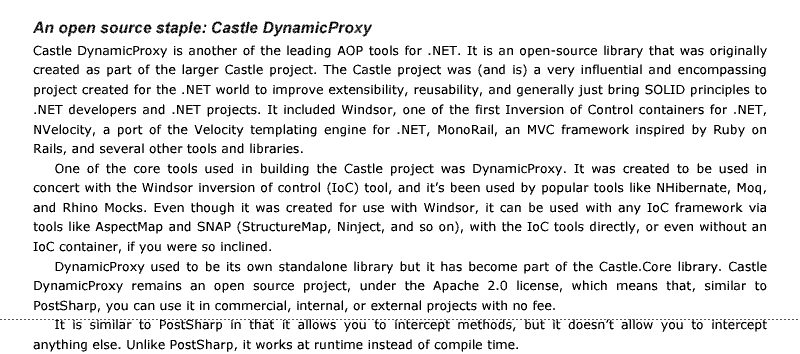 An open source staple: Castle DynamicProxy
Castle DynamicProxy is another of the leading AOP tools for .NET. It is an open-source library that was originally
created as part of the larger Castle project. The Castle project was (and is) a very influential and encompassing
project created for the .NET world to improve extensibility, reusability, and generally just bring SOLID principles to
.NET developers and .NET projects. It included Windsor, one of the first Inversion of Control containers for .NET,
NVelocity, a port of the Velocity templating engine for .NET, MonoRail, an MVC framework inspired by Ruby on
Rails, and several other tools and libraries.
One of the core tools used in building the Castle project was DynamicProxy. It was created to be used in
concert with the Windsor inversion of control (IoC) tool, and it’s been used by popular tools like NHibernate, Moq,
and Rhino Mocks. Even though it was created for use with Windsor, it can be used with any IoC framework via
tools like AspectMap and SNAP (StructureMap, Ninject, and so on), with the IoC tools directly, or even without an
IoC container, if you were so inclined.
DynamicProxy used to be its own standalone library but it has become part of the Castle.Core library. Castle
DynamicProxy remains an open source project, under the Apache 2.0 license, which means that, similar to
PostSharp, you can use it in commercial, internal, or external projects with no fee.
It is similar to PostSharp in that it allows you to intercept methods, but it doesn’t allow you to intercept
anything else. Unlike PostSharp, it works at runtime instead of compile time.